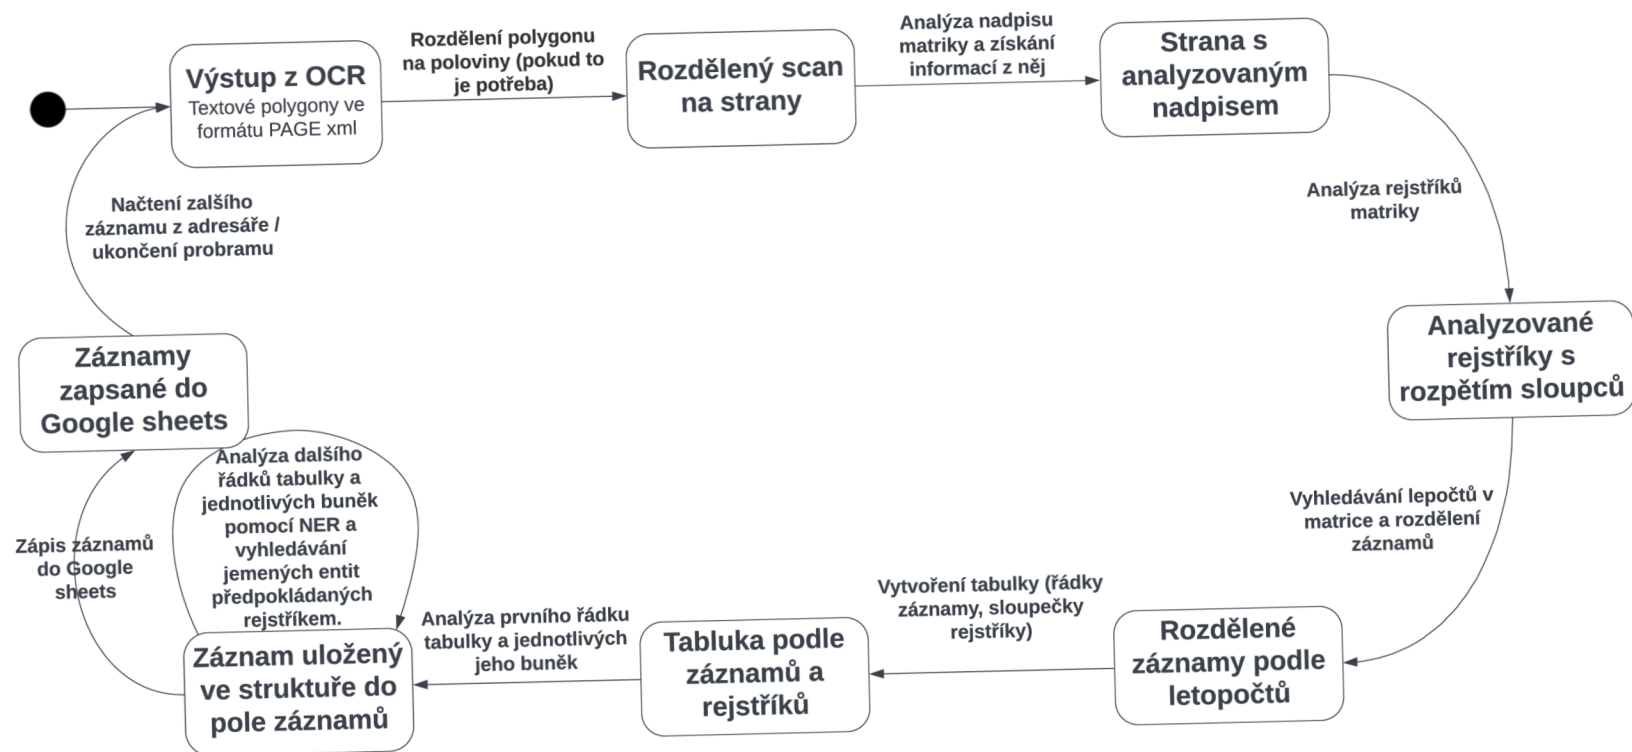 Výstup z OCR
Textové polygony ve
formátu PAGE xml
Rozdělení polygonu
na poloviny (pokud to
je potřeba)
Rozdělený scan
na strany
Analýza nadpisu
matriky a získání
informací z něj
Strana s
analyzovaným
nadpisem
Analýza rejstříků
matriky
Analyzované
rejstříky s
rozpětím sloupců
Vyhledávání lepočtů v
matrice a rozdělení
záznamů
Rozdělené
záznamy podle
letopočtů
Vytvoření tabulky (řádky
záznamy, sloupečky
rejstříky)
Tabluka podle
záznamů a
rejstříků
Analýza prvního řádku
tabulky a jednotlivých
jeho buněk
Záznam uložený
ve struktuře do
pole záznamů
Analýza dalšího
řádků tabulky a
jednotlivých buněk
pomocí NER a
vyhledávání
jemených entit
předpokládaných
rejstříkem.
Zápis záznamů
do Google
sheets
Záznamy
zapsané do
Google sheets
Načtení zalšího
záznamu z adresáře /
ukončení probramu